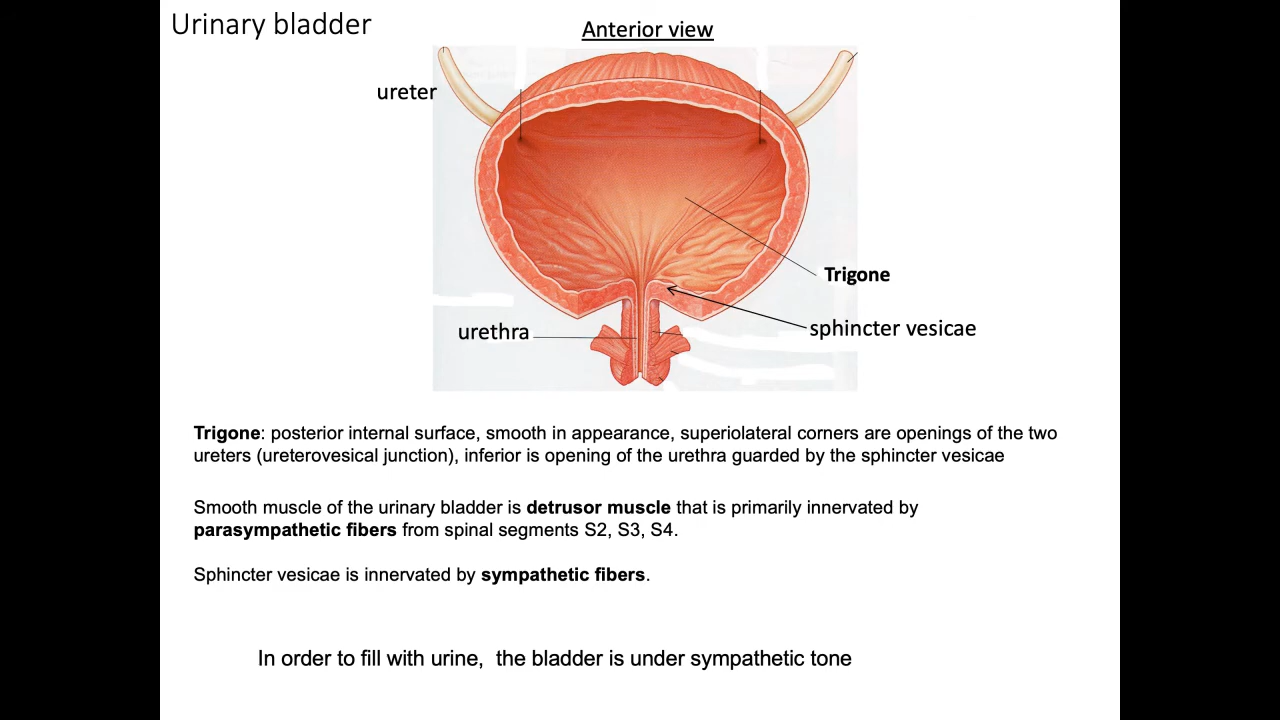 Urinary bladder
Anterior view
ureter
Trigone
sphincter vesicae
urethra
Trigone: posterior internal surface, smooth in appearance, superiolateral corners are openings of the two
ureters (ureterovesical junction), inferior is opening of the urethra guarded by the sphincter vesicae
Smooth muscle of the urinary bladder is detrusor muscle that is primarily innervated by
parasympathetic fibers from spinal segments S2, S3, S4.
Sphincter vesicae is innervated by sympathetic fibers.
In order to fill with urine,  the bladder is under sympathetic tone